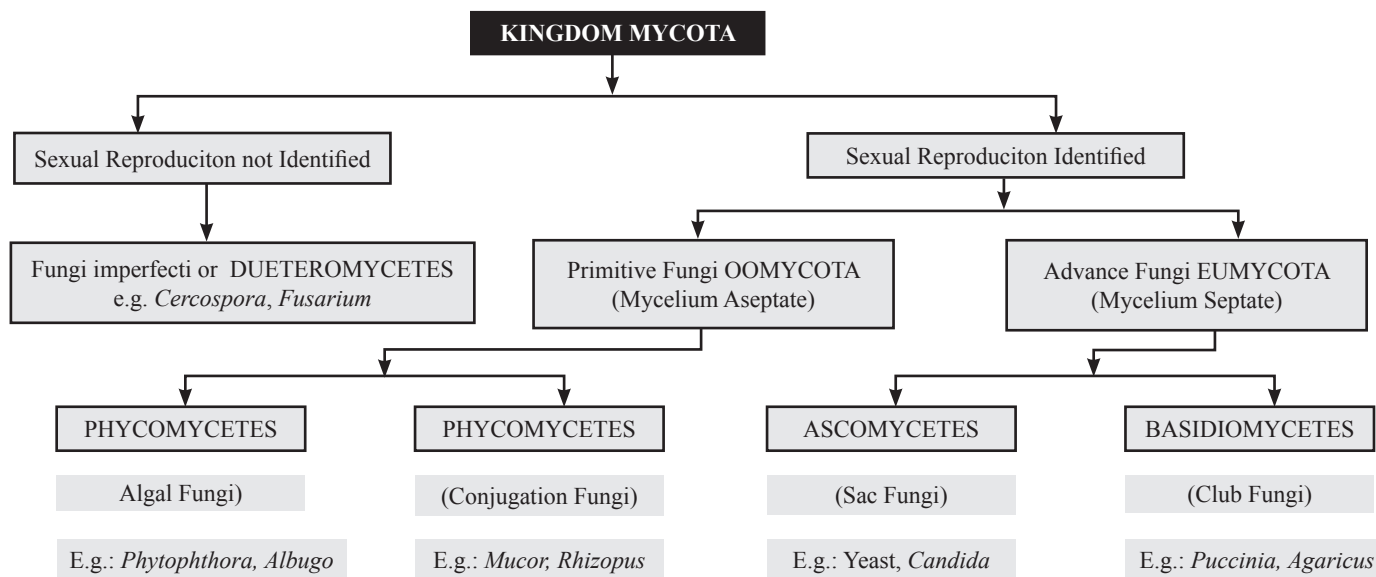 KINGDOM MYCOTA
Sexual Reproduciton not Identified
Sexual Reproduciton Identified
Fungi imperfecti or DUETEROMYCETES
e.g. Cercospora, Fusarium
Primitive Fungi OOMYCOTA
(Mycelium Aseptate)
Advance Fungi EUMYCOTA
(Mycelium Septate)
PHYCOMYCETES
PHYCOMYCETES
ASCOMYCETES
BASIDIOMYCETES
Algal Fungi)
(Conjugation Fungi)
(Sac Fungi)
(Club Fungi)
E.g.: Phytophthora, Albugo
E.g.: Mucor, Rhizopus
E.g.: Yeast, Candida
E.g.: Puccinia, Agaricus